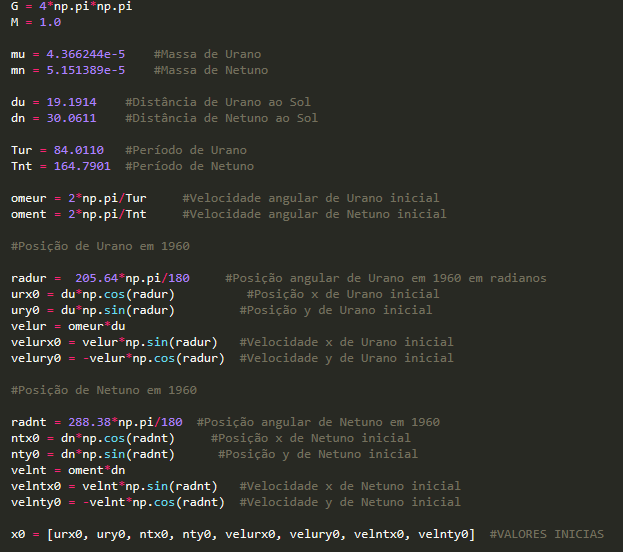 G = 4*np.pi*np.pi
M = 1.0
mu = 4.366244e-5    #Massa de Urano
mn = 5.151389e-5    #Massa de Netuno
du = 19.1914    #Distância de Urano ao Sol
dn = 30.0611    #Distância de Netuno ao Sol
Tur = 84.0110   #Período de Urano
Tnt = 164.7901  #Período de Netuno
omeur = 2*np.pi/Tur     #Velocidade angular de Urano inicial
oment = 2*np.pi/Tnt     #Velocidade angular de Netuno inicial
#Posição de Urano em 1960
radur =  205.64*np.pi/180     #Posição angular de Urano em 1960 em radianos
urx0 = du*np.cos(radur)          #Posição x de Urano inicial
ury0 = du*np.sin(radur)         #Posição y de Urano inicial
velur = omeur*du
velurx0 = velur*np.sin(radur)   #Velocidade x de Urano inicial
velury0 = -velur*np.cos(radur)  #Velocidade y de Urano inicial
#Posição de Netuno em 1960
radnt = 288.38*np.pi/180  #Posição angular de Netuno em 1960
ntx0 = dn*np.cos(radnt)     #Posição x de Netuno inicial
nty0 = dn*np.sin(radnt)      #Posição y de Netuno inicial
velnt = oment*dn
velntx0 = velnt*np.sin(radnt)   #Velocidade x de Netuno inicial
velnty0 = -velnt*np.cos(radnt)  #Velocidade y de Netuno inicial
x0 = [urx0, ury0, ntx0, nty0, velurx0, velury0, velntx0, velnty0]  #VALORES INICIAS